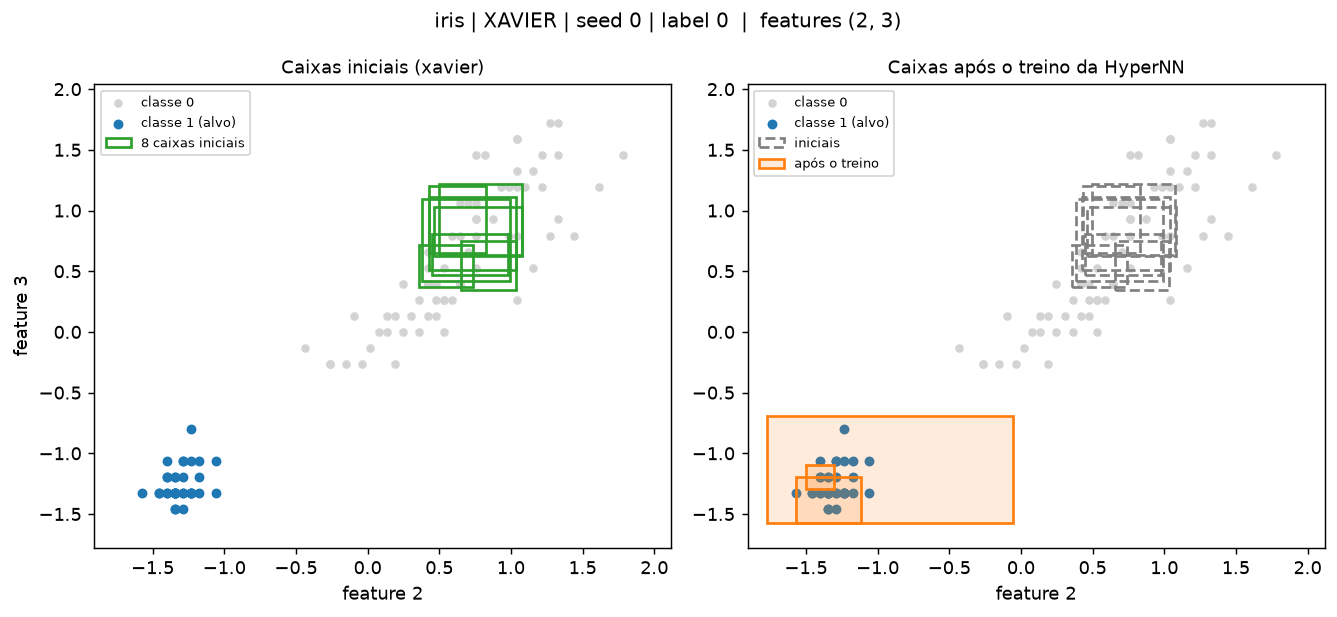 iris | XAVIER | seed 0 | label 0 | features (2, 3)
Caixas iniciais (xavier)
classe 0
classe 1 (alvo)
8 caixas iniciais
2.0
1.5
1.0
0.5
0.0
−0.5
−1.0
−1.5
feature 3
−1.5
−1.0
−0.5
0.0
0.5
1.0
1.5
2.0
feature 2
Caixas após o treino da HyperNN
classe 0
classe 1 (alvo)
iniciais
após o treino
2.0
1.5
1.0
0.5
0.0
−0.5
−1.0
−1.5
−1.5
−1.0
−0.5
0.0
0.5
1.0
1.5
2.0
feature 2